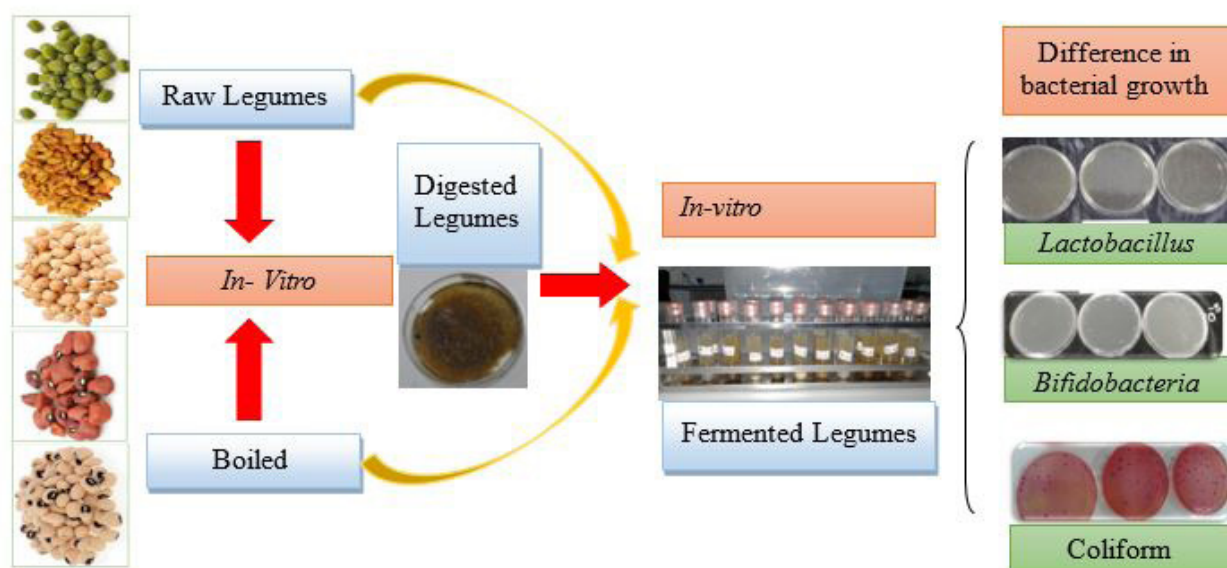 Raw Legumes
In- Vitro
Boiled
Digested
Legumes
In-vitro
Fermented Legumes
Difference in
bacterial growth
Lactobacillus
Bifidobacteria
Coliform